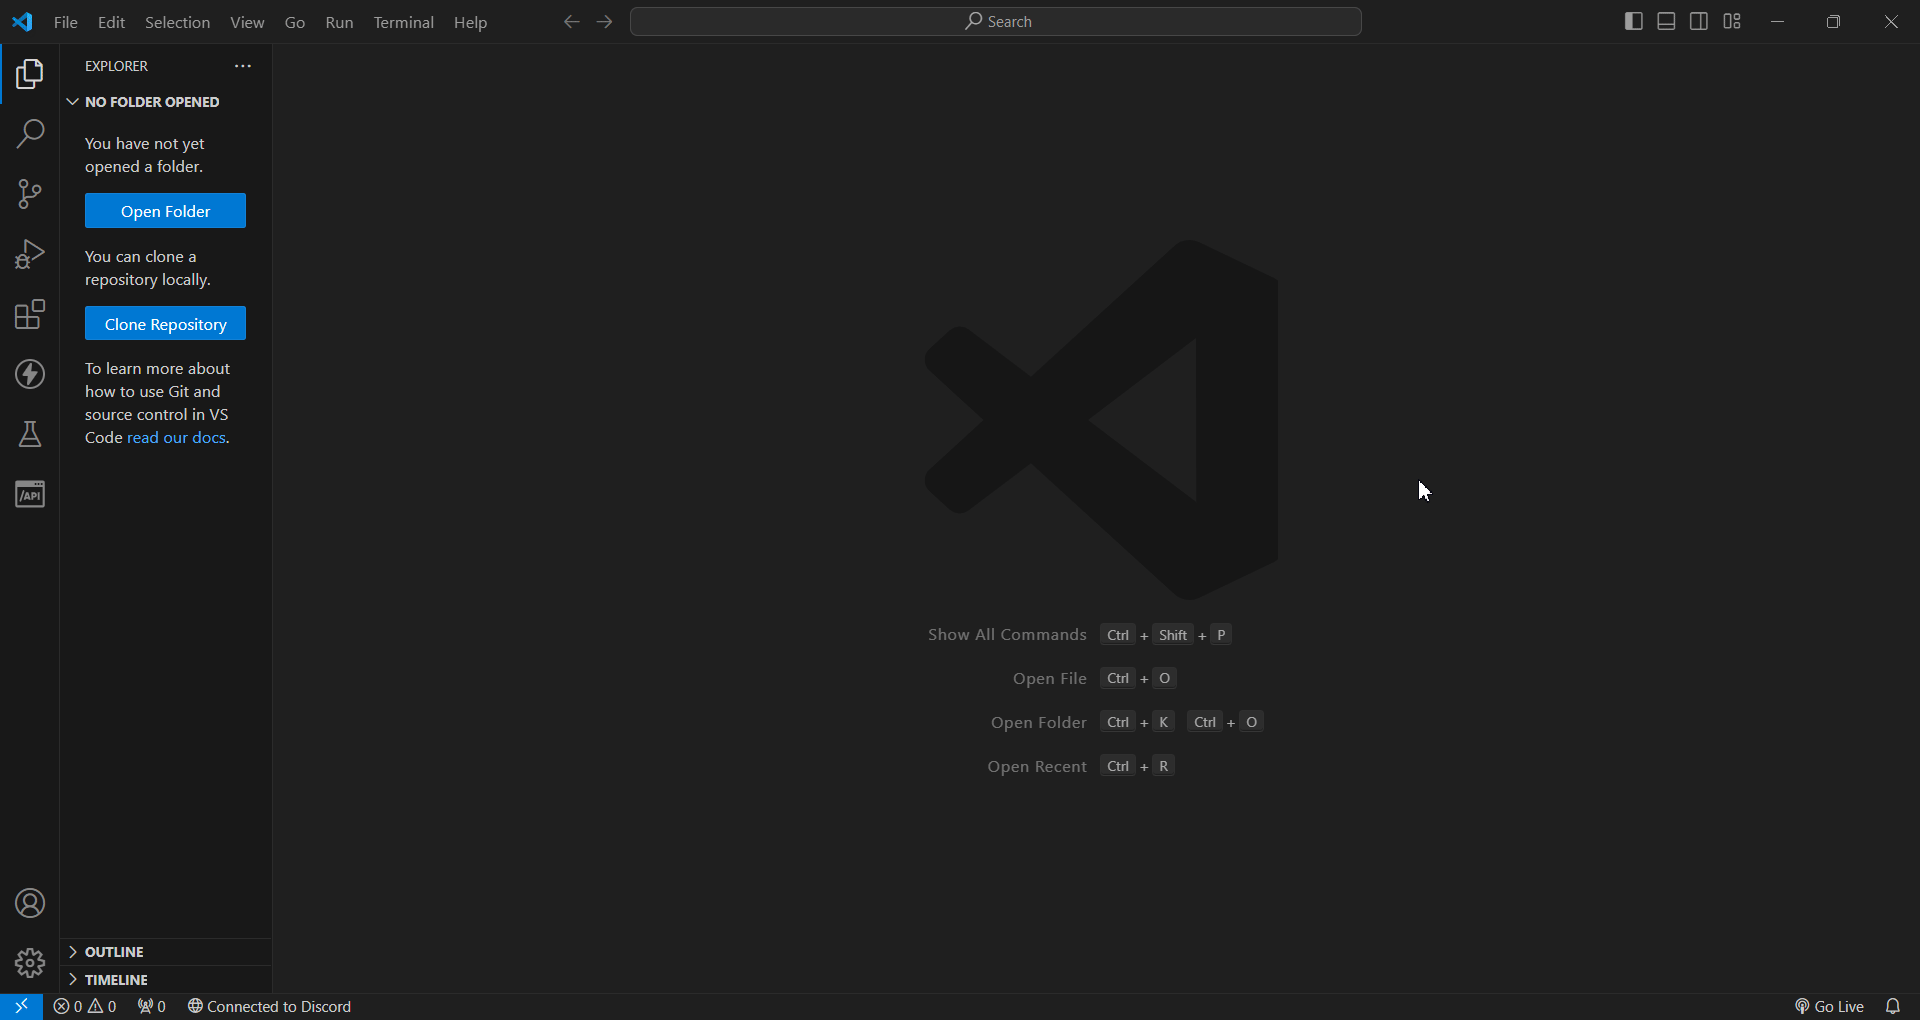 File Edit Selection View Go Run Terminal Help
Search
EXPLORER
NO FOLDER OPENED
You have not yet
opened a folder.
Open Folder
You can clone a
repository locally.
Clone Repository
To learn more about
how to use Git and
source control in VS
Code read our docs.
/API
Show All Commands Ctrl + Shift + P
Open File Ctrl + O
Open Folder Ctrl + K Ctrl + O
Open Recent Ctrl + R
OUTLINE
TIMELINE
0 0 0 Connected to Discord Go Live